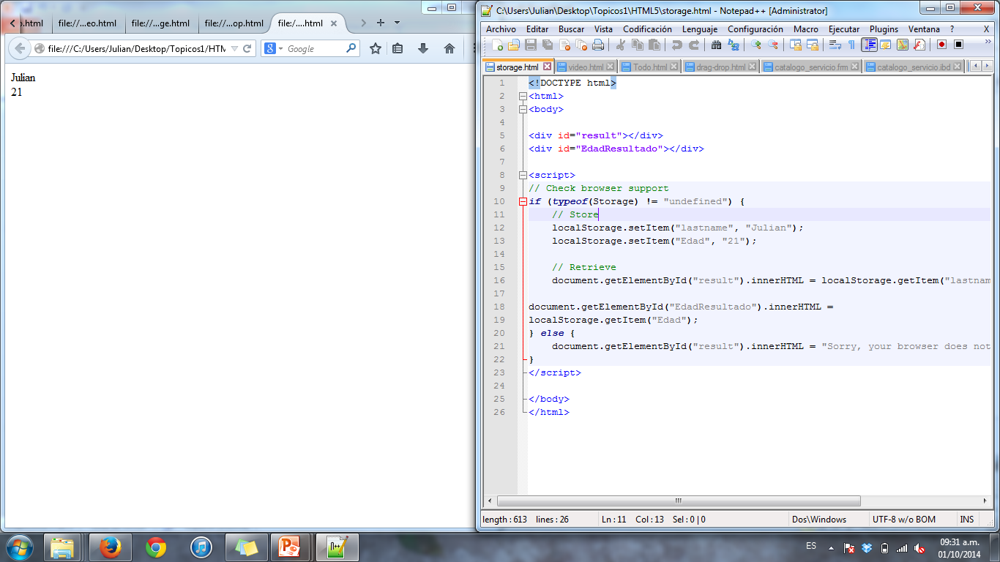 p.html
file://...eo.html
file://...ge.html
file://...op.html
file:/....html
file:///C:/Users/Julian/Desktop/Topicos1/HTM
Google
Julian
21
C:\Users\Julian\Desktop\Topicos1\HTML5\storage.html - Notepad++ [Administrator]
Archivo Editar Buscar Vista Codificación Lenguaje Configuración Macro Ejecutar Plugins Ventana ? X
storage.html video.html Todo.html drag-drop.html catalogo_servicio.frm catalogo_servicio.ibd
1 <!DOCTYPE html>
2 <html>
3 <body>
4
5 <div id="result"></div>
6 <div id="EdadResultado"></div>
7
8 <script>
9 // Check browser support
10 if (typeof(Storage) != "undefined") {
11 // Store
12 localStorage.setItem("lastname", "Julian");
13 localStorage.setItem("Edad", "21");
14
15 // Retrieve
16 document.getElementById("result").innerHTML = localStorage.getItem("lastnam
17
18 document.getElementById("EdadResultado").innerHTML =
19 localStorage.getItem("Edad");
20 } else {
21 document.getElementById("result").innerHTML = "Sorry, your browser does not
22 }
23 </script>
24
25 </body>
26 </html>
length : 613 lines : 26 Ln : 11 Col : 13 Sel : 0 | 0 Dos\Windows UTF-8 w/o BOM INS
ES
09:31 a.m.
01/10/2014